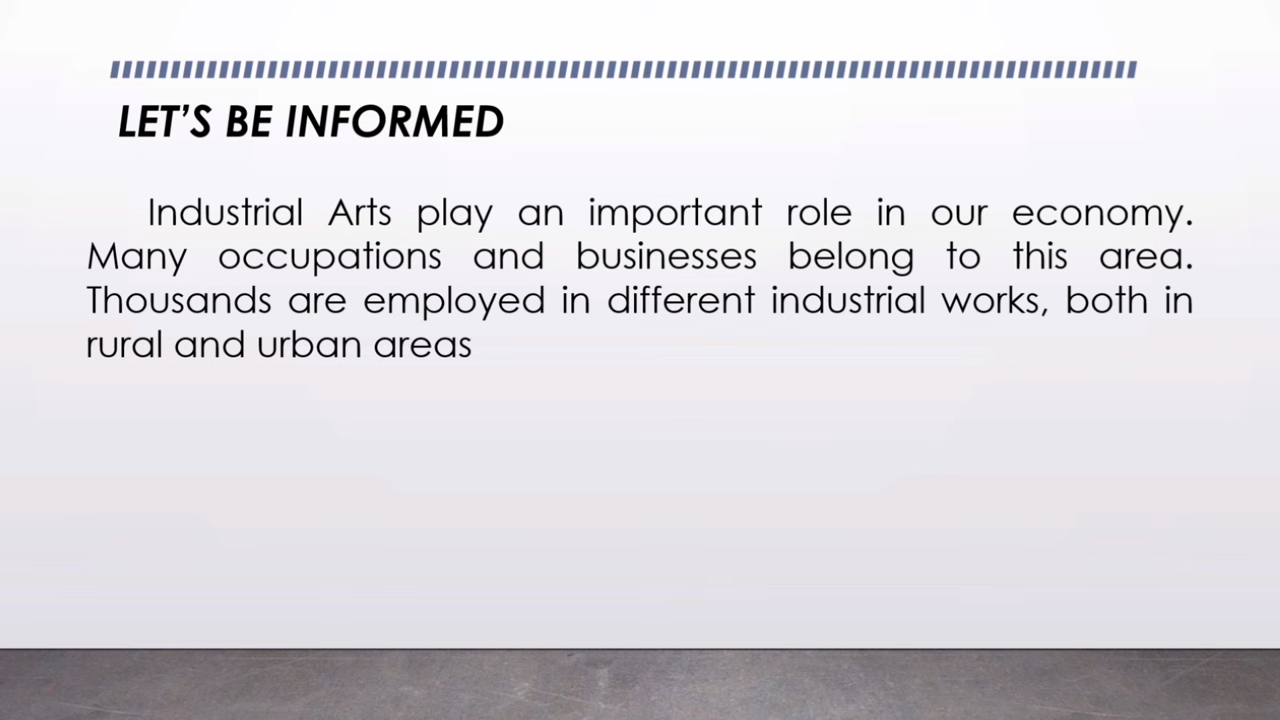 LET’S BE INFORMED
Industrial Arts play an important role in our economy.
Many occupations and businesses belong to this area.
Thousands are employed in different industrial works, both in
rural and urban areas